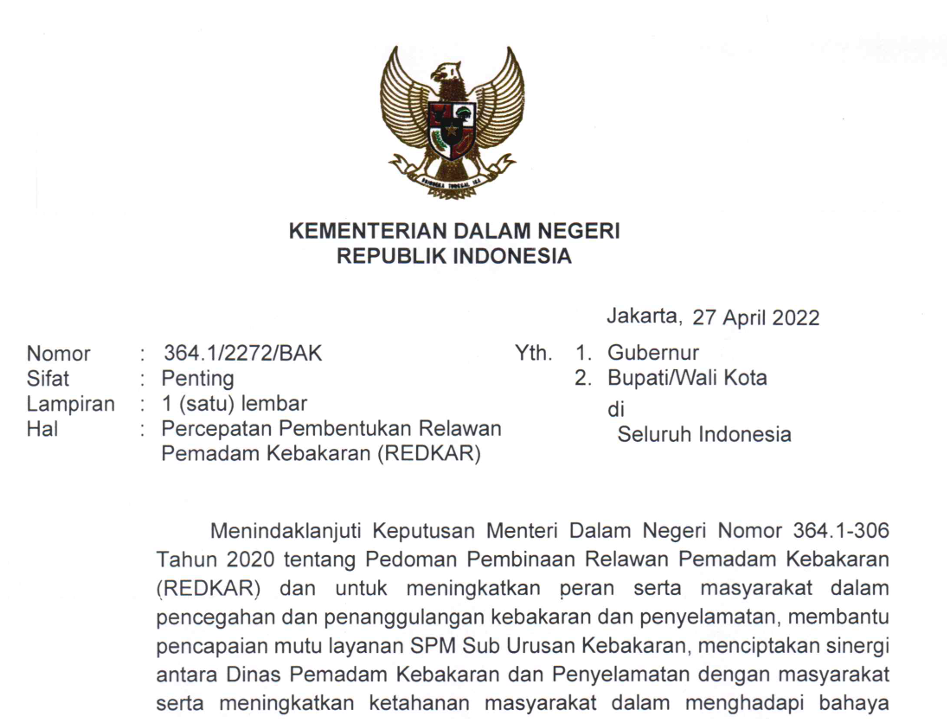 BHINNEKA TUNGGAL IKA
KEMENTERIAN DALAM NEGERI
REPUBLIK INDONESIA
Jakarta, 27 April 2022
Nomor : 364.1/2272/BAK
Sifat : Penting
Lampiran : 1 (satu) lembar
Hal : Percepatan Pembentukan Relawan
Pemadam Kebakaran (REDKAR)
Yth. 1. Gubernur
2. Bupati/Wali Kota
di
Seluruh Indonesia
Menindaklanjuti Keputusan Menteri Dalam Negeri Nomor 364.1-306
Tahun 2020 tentang Pedoman Pembinaan Relawan Pemadam Kebakaran
(REDKAR) dan untuk meningkatkan peran serta masyarakat dalam
pencegahan dan penanggulangan kebakaran dan penyelamatan, membantu
pencapaian mutu layanan SPM Sub Urusan Kebakaran, menciptakan sinergi
antara Dinas Pemadam Kebakaran dan Penyelamatan dengan masyarakat
serta meningkatkan ketahanan masyarakat dalam menghadapi bahaya